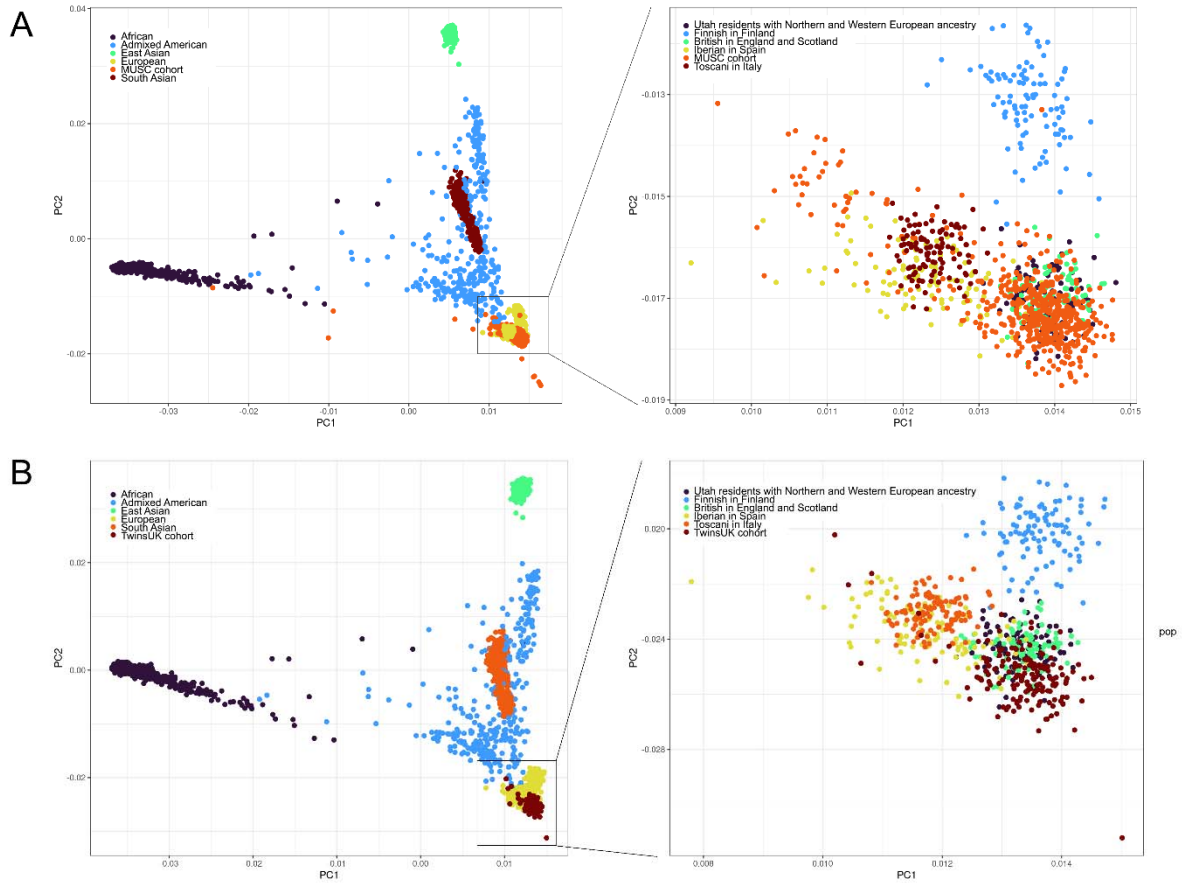 A
0.04
0.02
0.00
-0.02
PC2
African
Admixed American
East Asian
European
MUSC cohort
South Asian
-0.03
-0.02
-0.01
0.00
0.01
PC1
-0.013
-0.015
-0.017
-0.019
PC2
Utah residents with Northern and Western European ancestry
Finnish in Finland
British in England and Scotland
Iberian in Spain
MUSC cohort
Toscani in Italy
0.009
0.010
0.011
0.012
0.013
0.014
0.015
PC1
B
0.02
0.00
-0.02
PC2
African
Admixed American
East Asian
European
South Asian
TwinsUK cohort
0.03
0.02
0.01
0.00
0.01
PC1
0.020
-0.024
-0.028
PC2
Utah residents with Northern and Western European ancestry
Finnish in Finland
British in England and Scotland
Iberian in Spain
Toscani in Italy
TwinsUK cohort
0.008
0.010
0.012
0.014
PC1
pop